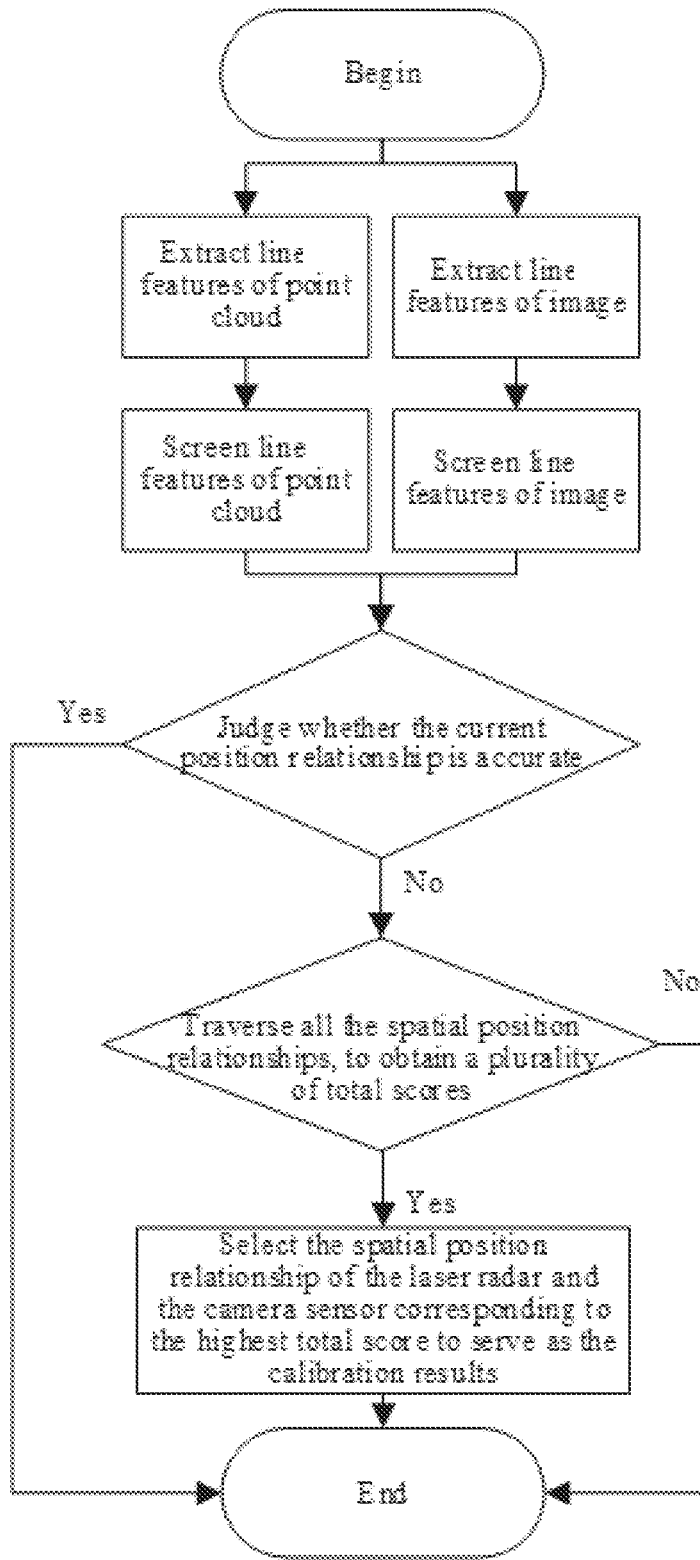 Begin
Extract line
features of point
cloud
Extract line
features of image
Screen line
features of point
cloud
Screen line
features of image
Yes
Judge whether the current
position relationship is accurate
No
No
Traverse all the spatial position
relationships, to obtain a plurality
of total scores
Yes
Select the spatial position
relationship of the laser radar and
the camera sensor corresponding to
the highest total score to serve as the
calibration results
End